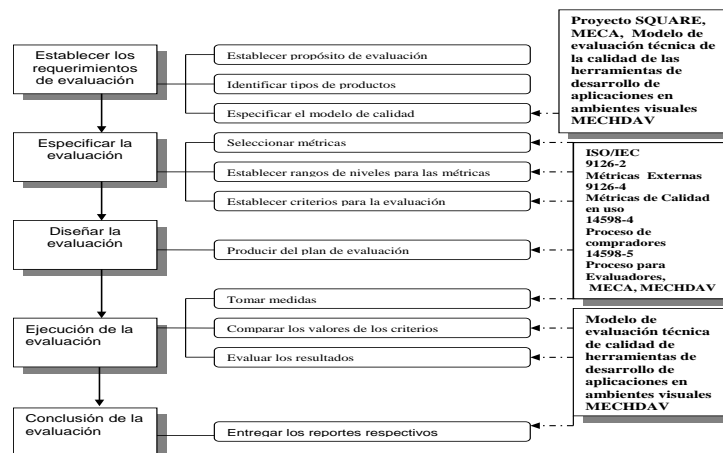 Establecer los
requerimientos
de evaluación
Establecer propósito de evaluación
Identificar tipos de productos
Especificar el modelo de calidad
Proyecto SQUARE,
MECA, Modelo de
evaluación técnica de
la calidad de las
herramientas de
desarrollo de
aplicaciones en
ambientes visuales
MECHDAV
Especificar la
evaluación
Seleccionar métricas
Establecer rangos de niveles para las métricas
Establecer criterios para la evaluación
ISO/IEC
9126-2
Métricas Externas
9126-4
Métricas de Calidad
en uso
14598-4
Proceso de
compradores
14598-5
Proceso para
Evaluadores,
MECA, MECHDAV
Diseñar la
evaluación
Producir del plan de evaluación
Ejecución de la
evaluación
Tomar medidas
Comparar los valores de los criterios
Evaluar los resultados
Modelo de
evaluación técnica
de calidad de
herramientas de
desarrollo de
aplicaciones en
ambientes visuales
MECHDAV
Conclusión de la
evaluación
Entregar los reportes respectivos